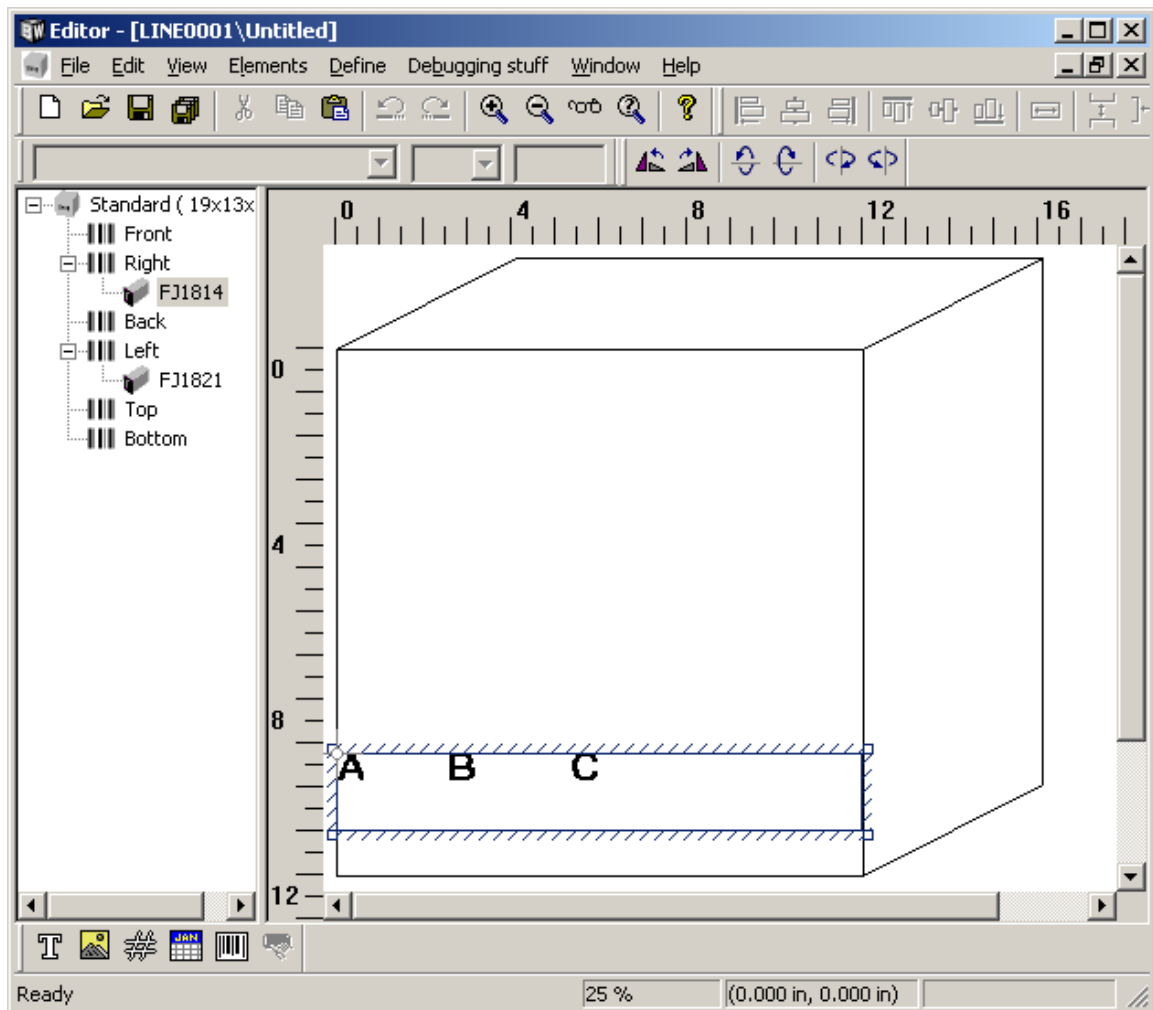 Editor - [LINE0001\Untitled]
File Edit View Elements Define Debugging stuff Window Help
Standard ( 19x13x
Front
Right
FJ1814
Back
Left
FJ1821
Top
Bottom
0 4 8 12 16
0
4
8
12
A B C
JAN
Ready 25 % (0.000 in, 0.000 in)